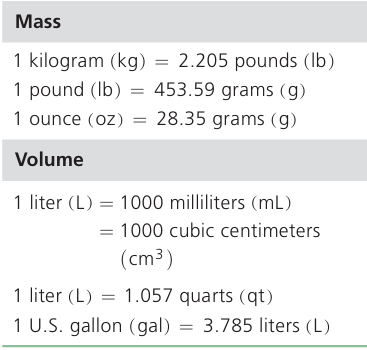 Mass
1 kilogram (kg) = 2.205 pounds (lb)
1 pound (lb) = 453.59 grams (g)
1 ounce (oz) = 28.35 grams (g)
Volume
1 liter (L) = 1000 milliliters (mL)
= 1000 cubic centimeters
(cm³)
1 liter (L) = 1.057 quarts (qt)
1 U.S. gallon (gal) = 3.785 liters (L)